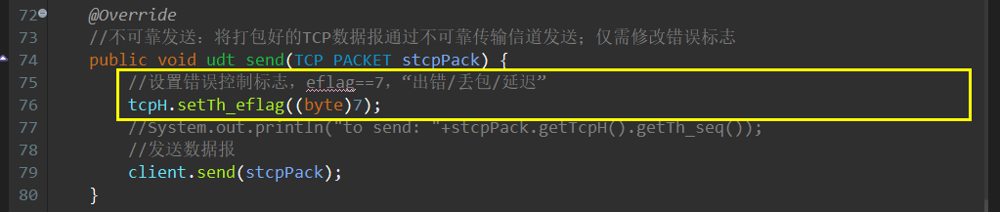 72 @Override
73 //不可靠发送：将打包好的TCP数据报通过不可靠传输信道发送；仅需修改错误标志
74 public void udt_send(TCP_PACKET stcpPack) {
75 //设置错误控制标志，eflag==7，“出错/丢包/延迟”
76 tcpH.setTh_eflag((byte)7);
77 //System.out.println("to send: "+stcpPack.getTcpH().getTh_seq());
78 //发送数据报
79 client.send(stcpPack);
80 }